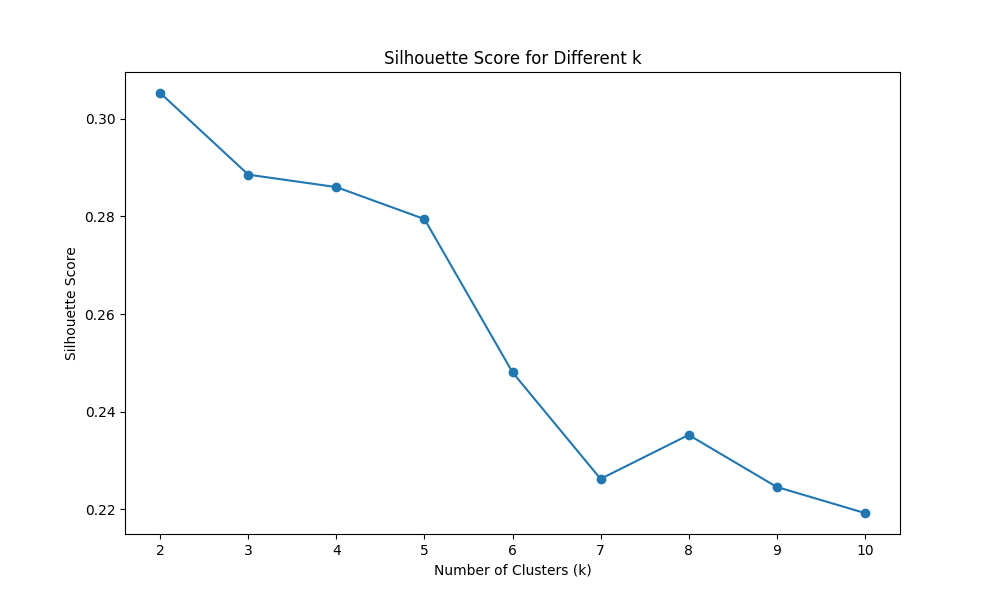 Silhouette Score for Different k
Silhouette Score
0.30
0.28
0.26
0.24
0.22
2 3 4 5 6 7 8 9 10
Number of Clusters (k)